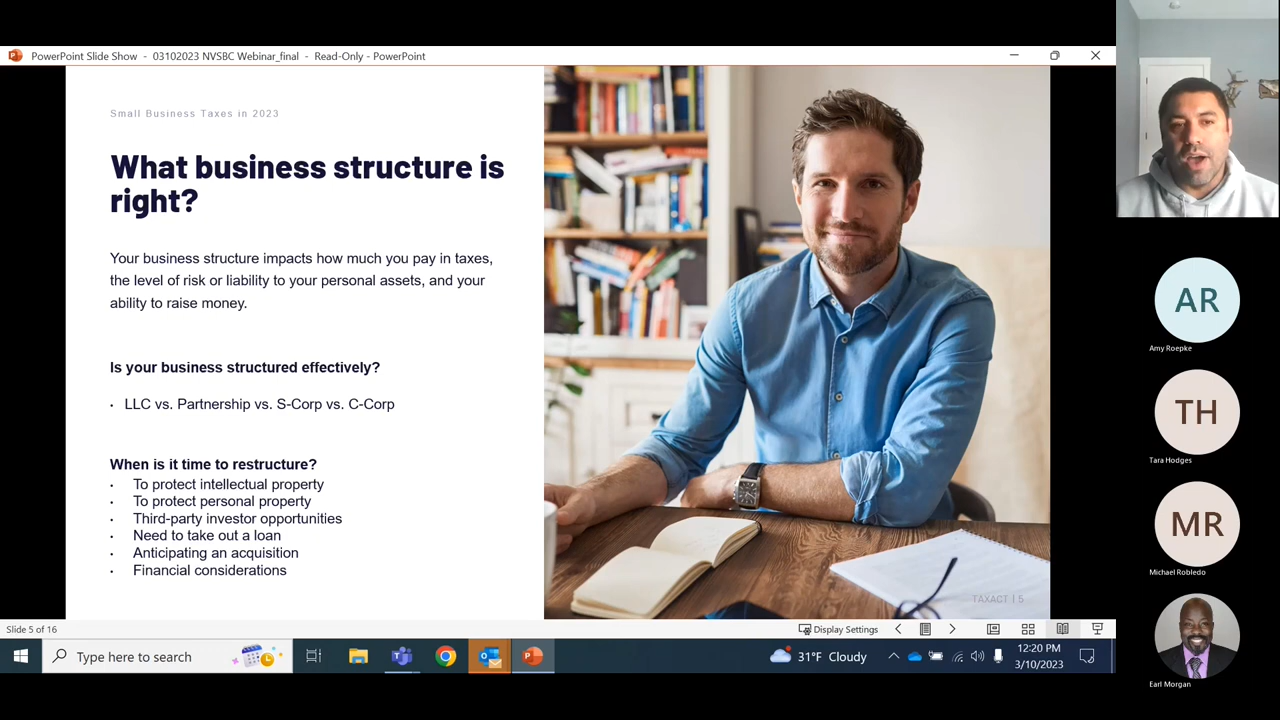 PowerPoint Slide Show - 03102023 NVSBC Webinar_final - Read-Only - PowerPoint
Small Business Taxes in 2023
What business structure is
right?
Your business structure impacts how much you pay in taxes,
the level of risk or liability to your personal assets, and your
ability to raise money.
Is your business structured effectively?
· LLC vs. Partnership vs. S-Corp vs. C-Corp
When is it time to restructure?
· To protect intellectual property
· To protect personal property
· Third-party investor opportunities
· Need to take out a loan
· Anticipating an acquisition
· Financial considerations
TAXACT | 5
AR
Amy Roepke
TH
Tara Hodges
MR
Michael Robledo
Earl Morgan
Slide 5 of 16
Display Settings
Type here to search
31°F Cloudy
12:20 PM
3/10/2023